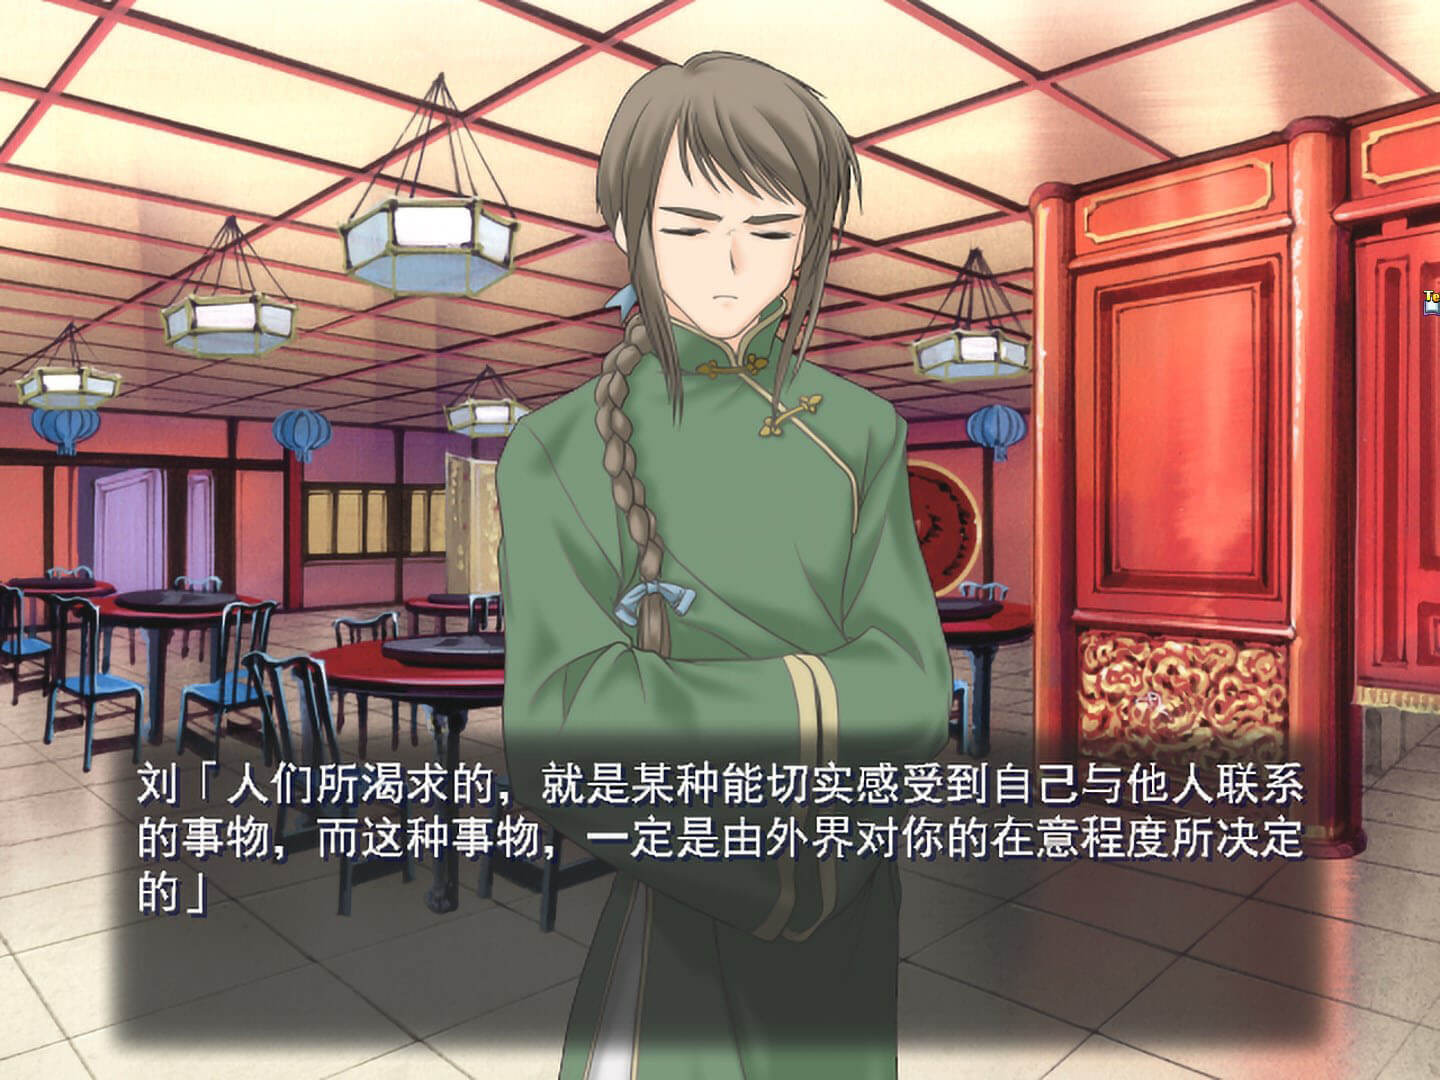 刘「人们所渴求的，就是某种能切实感受到自己与他人联系
的事物，而这种事物，一定是由外界对你的在意程度所决定
的」
Te